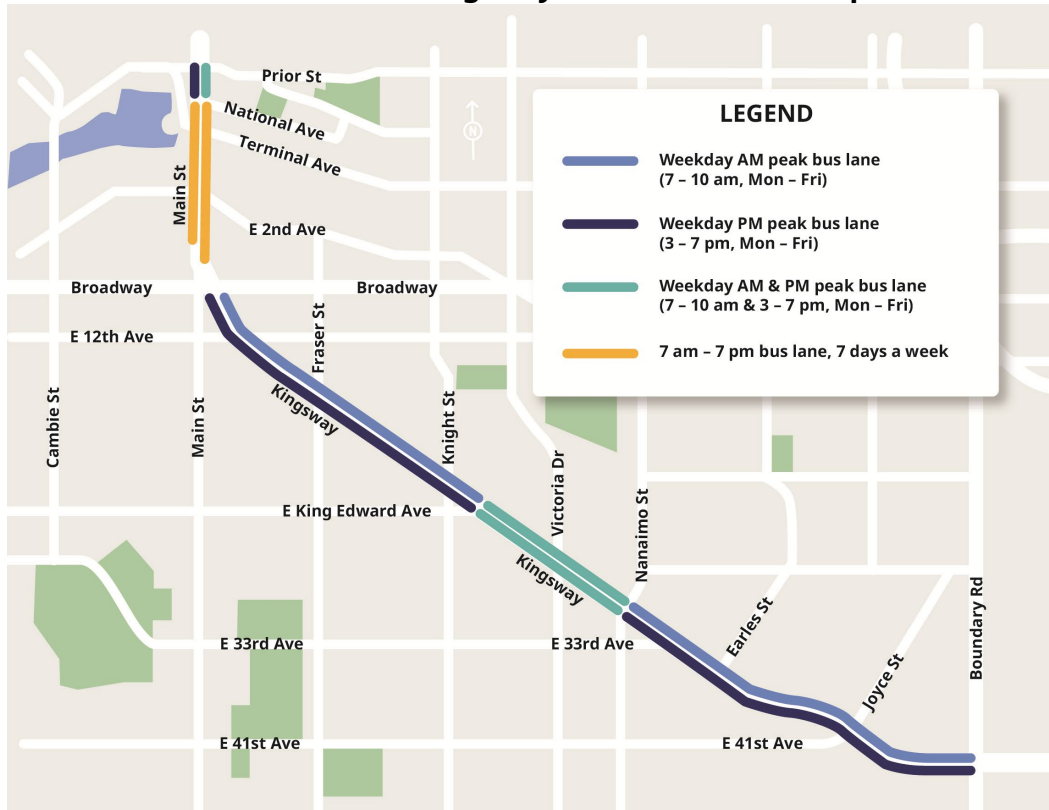 Prior St
National Ave
Terminal Ave
Main St
E 2nd Ave
N
LEGEND
Weekday AM peak bus lane
(7 – 10 am, Mon – Fri)
Weekday PM peak bus lane
(3 – 7 pm, Mon – Fri)
Weekday AM & PM peak bus lane
(7 – 10 am & 3 – 7 pm, Mon – Fri)
7 am – 7 pm bus lane, 7 days a week
Broadway
Broadway
E 12th Ave
Fraser St
Kingsway
Cambie St
Main St
Knight St
Victoria Dr
E King Edward Ave
Nanaimo St
Kingsway
E 33rd Ave
E 33rd Ave
Earles St
Boundary Rd
Joyce St
E 41st Ave
E 41st Ave